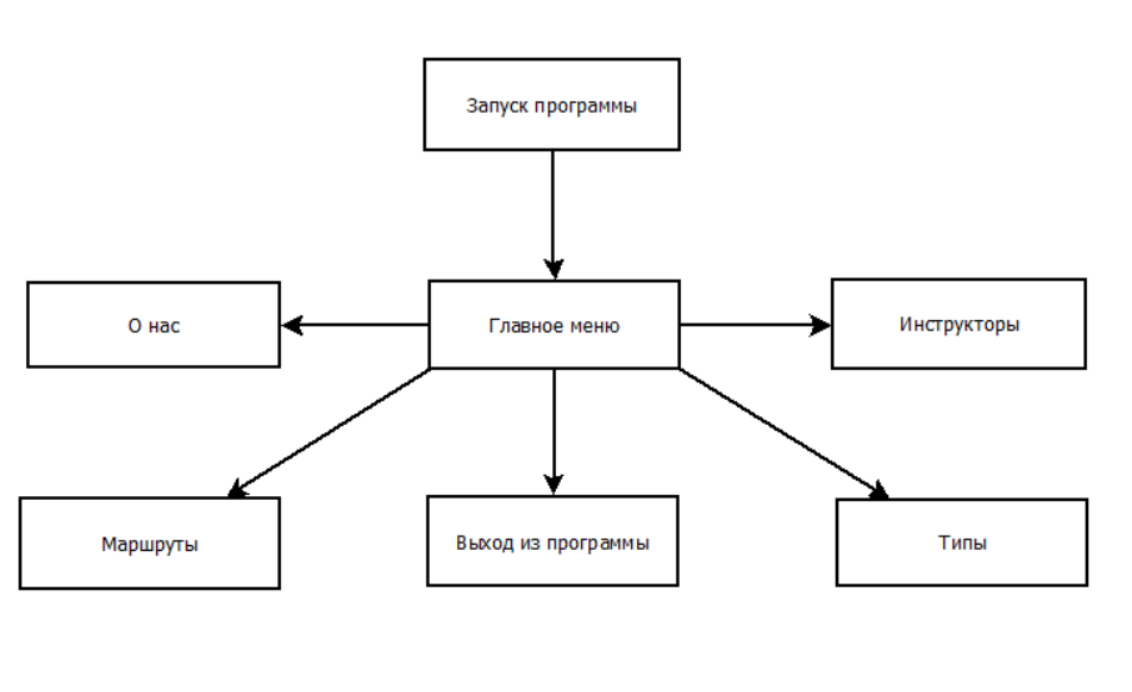 Запуск программы
О нас
Главное меню
Инструкторы
Маршруты
Выход из программы
Типы